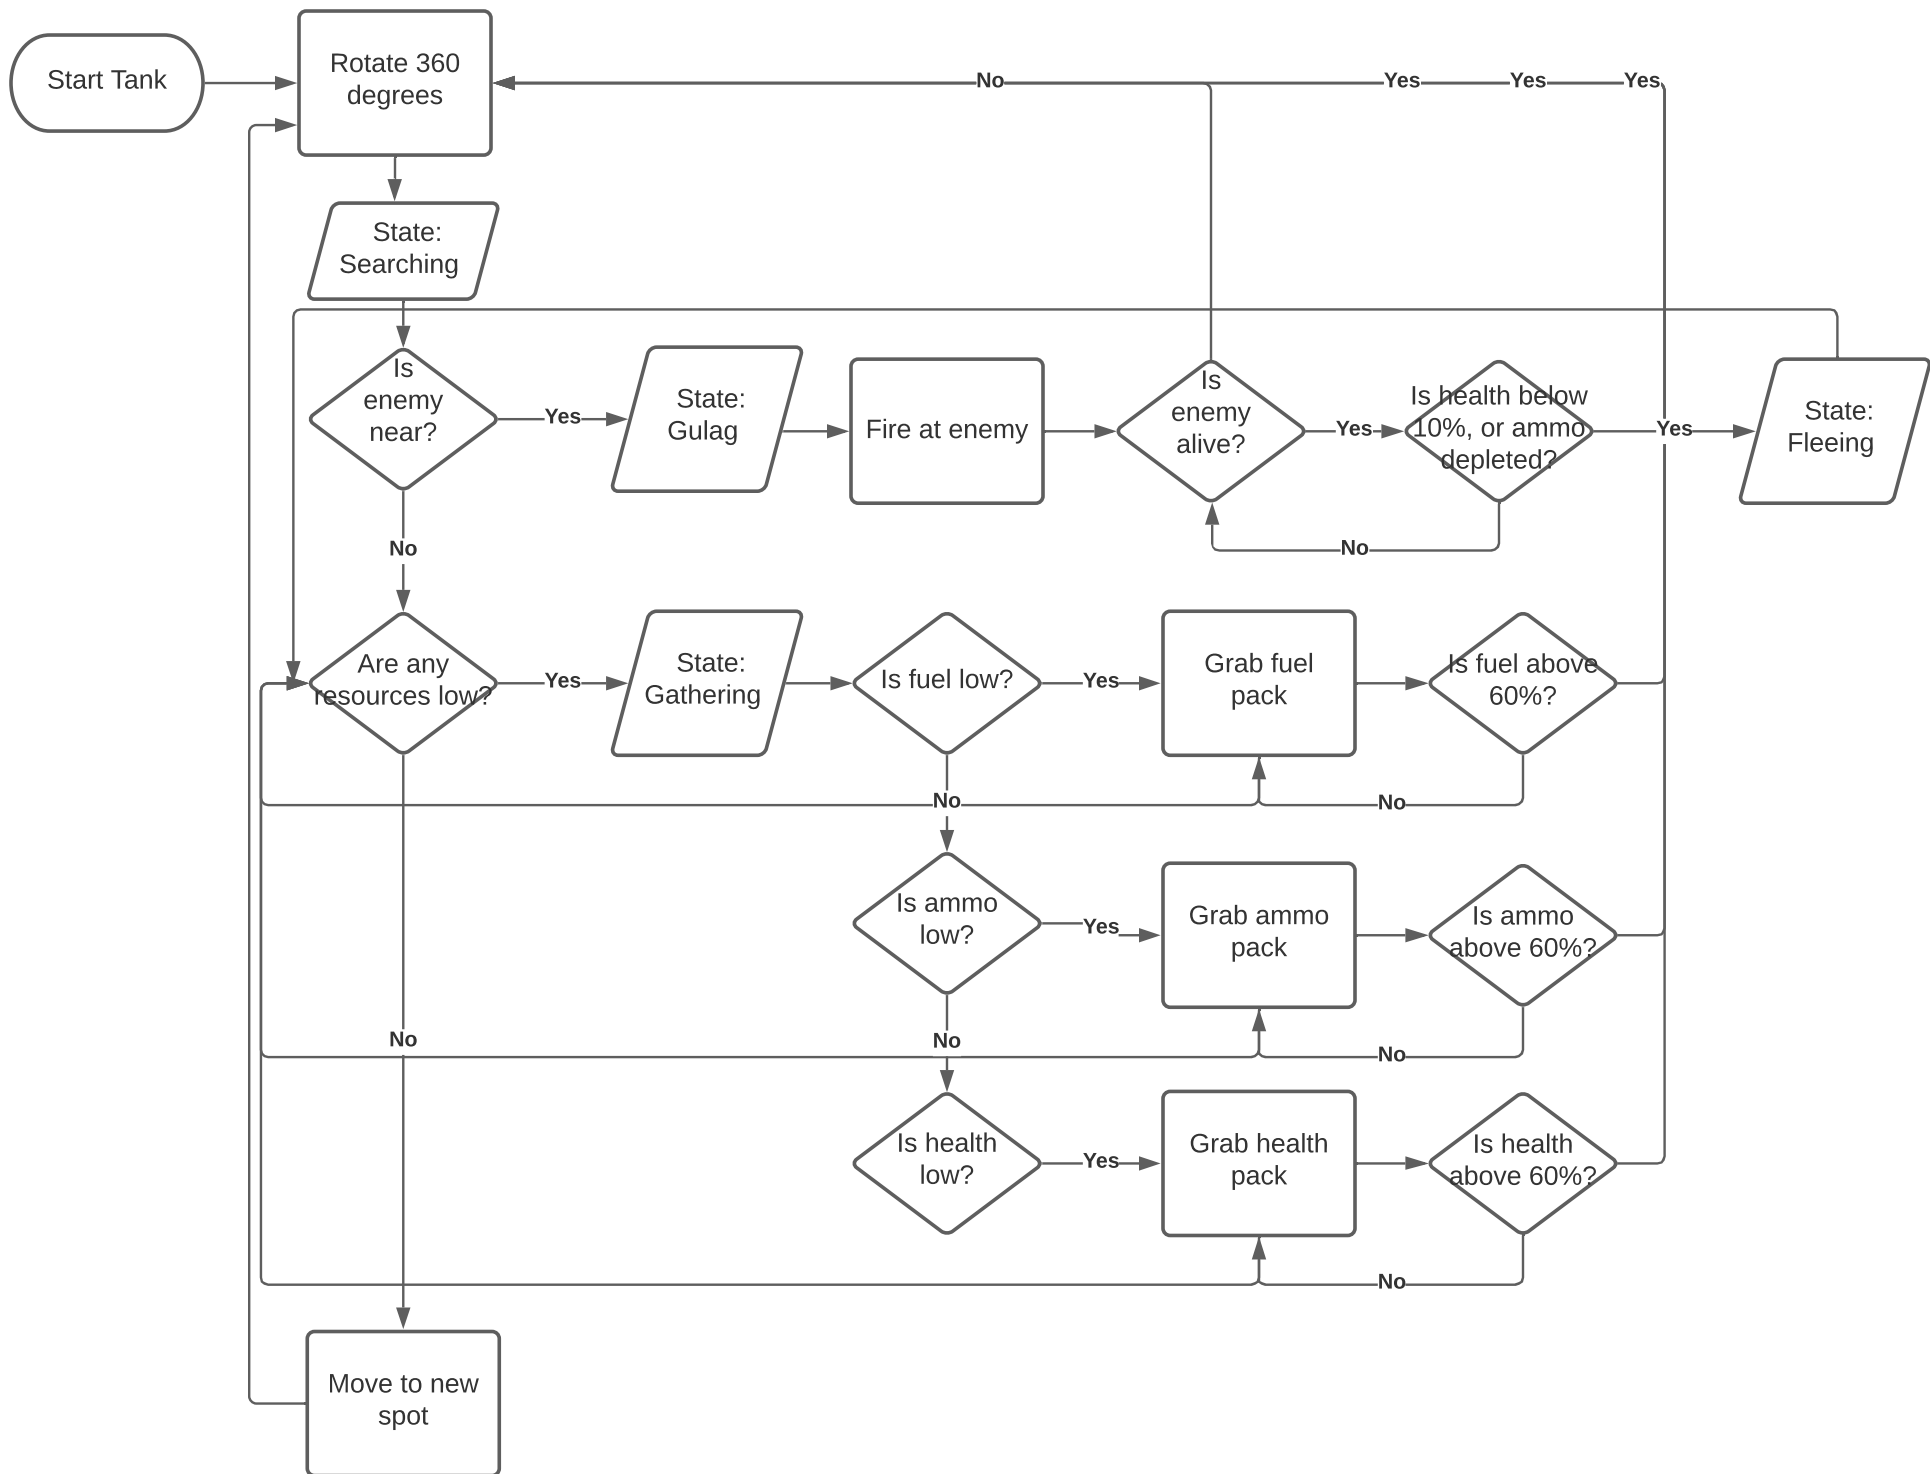 Start Tank
Rotate 360
degrees
No
Yes
Yes
Yes
State:
Searching
Is
enemy
near?
Yes
State:
Gulag
Fire at enemy
Is
enemy
alive?
Yes
Is health below
10%, or ammo
depleted?
Yes
State:
Fleeing
No
No
Are any
resources low?
Yes
State:
Gathering
Is fuel low?
Yes
Grab fuel
pack
Is fuel above
60%?
No
No
Is ammo
low?
Yes
Grab ammo
pack
Is ammo
above 60%?
No
No
No
Is health
low?
Yes
Grab health
pack
Is health
above 60%?
No
Move to new
spot